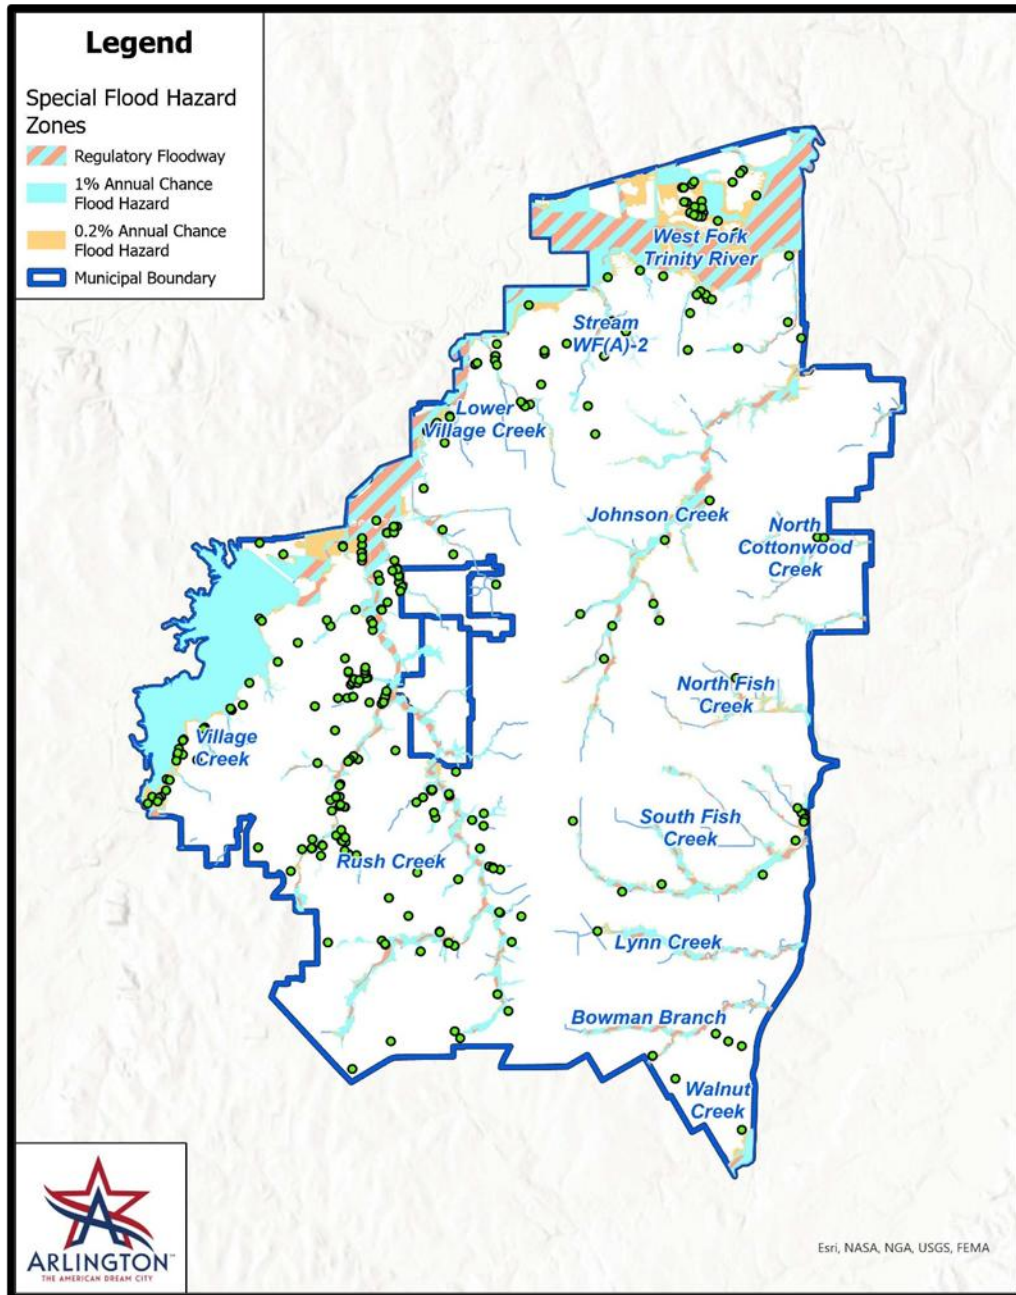 Legend
Special Flood Hazard
Zones
Regulatory Floodway
1% Annual Chance
Flood Hazard
0.2% Annual Chance
Flood Hazard
Municipal Boundary
West Fork
Trinity River
Stream
WF(A)-2
Lower
Village Creek
Johnson Creek
North
Cottonwood
Creek
North Fish
Creek
Village
Creek
South Fish
Creek
Rush Creek
Lynn Creek
Bowman Branch
Walnut
Creek
ARLINGTON™
THE AMERICAN DREAM CITY
Esri, NASA, NGA, USGS, FEMA